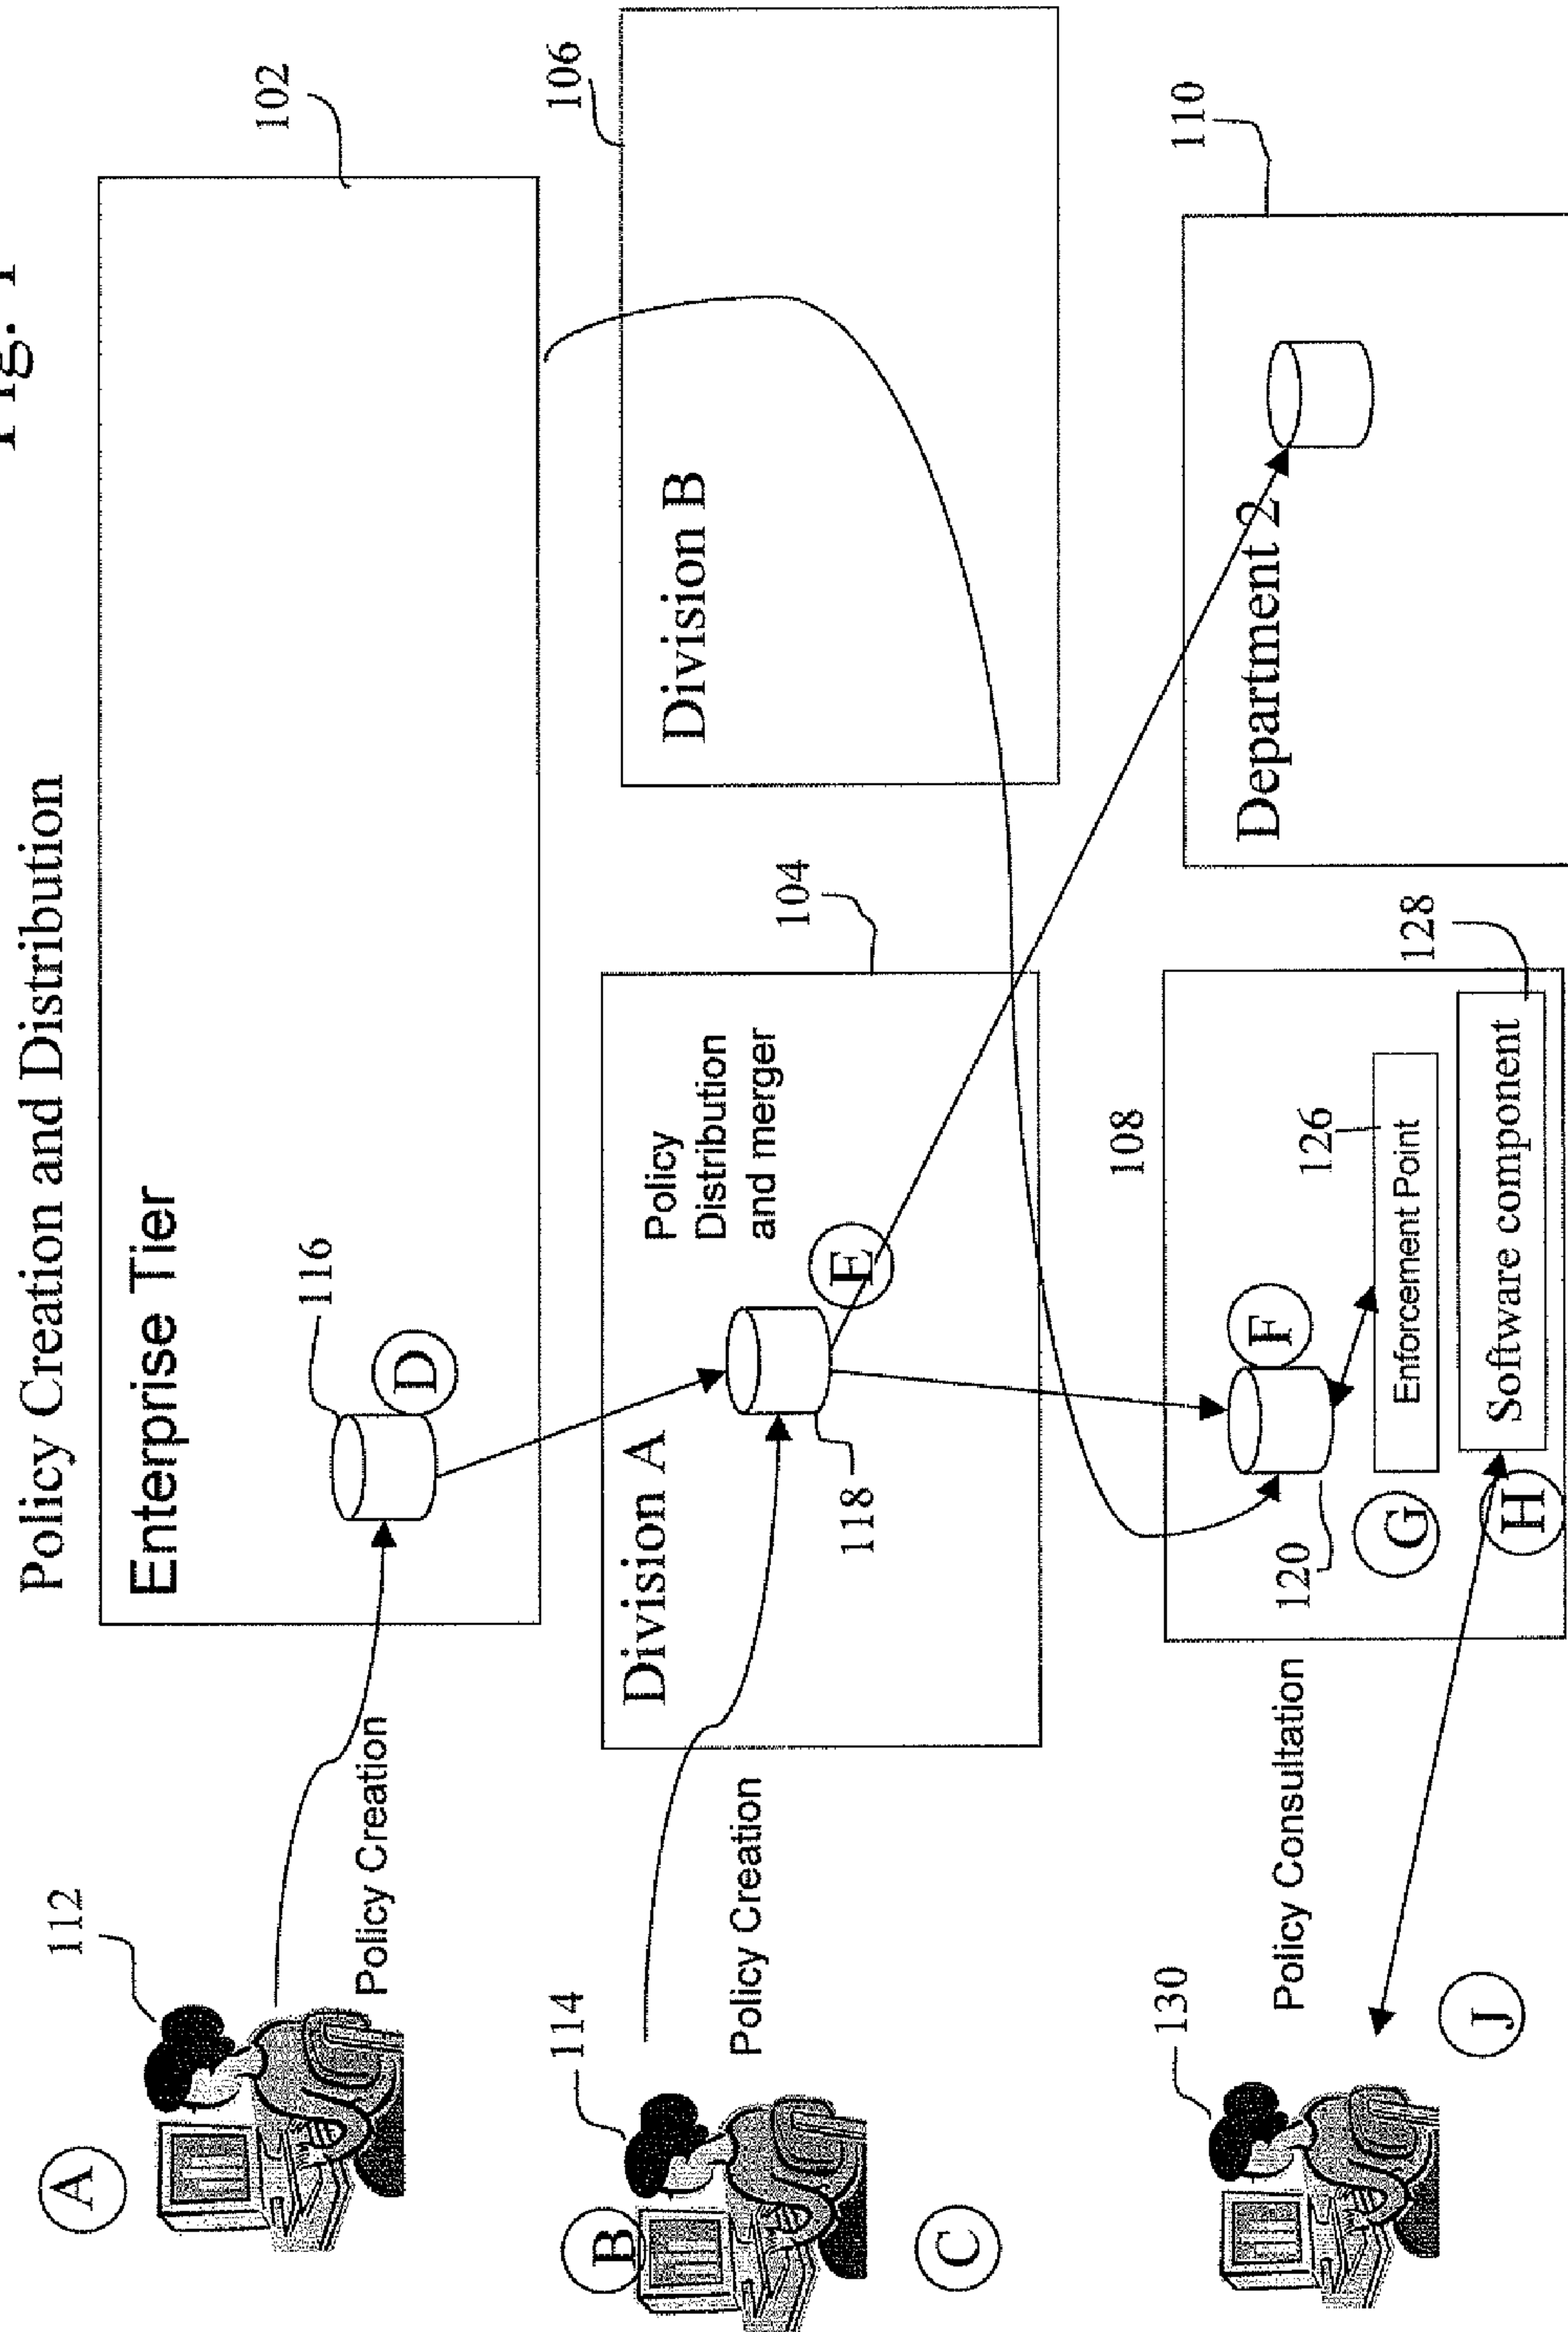 Fig. 1
Policy Creation and Distribution
A
112
Policy Creation
Enterprise Tier
116
D
102
B
114
C
Policy Creation
Division A
118
Policy
Distribution
and merger
E
104
Division B
106
130
J
Policy Consultation
108
120
F
G
Enforcement Point
126
H
Software component
128
Department 2
110